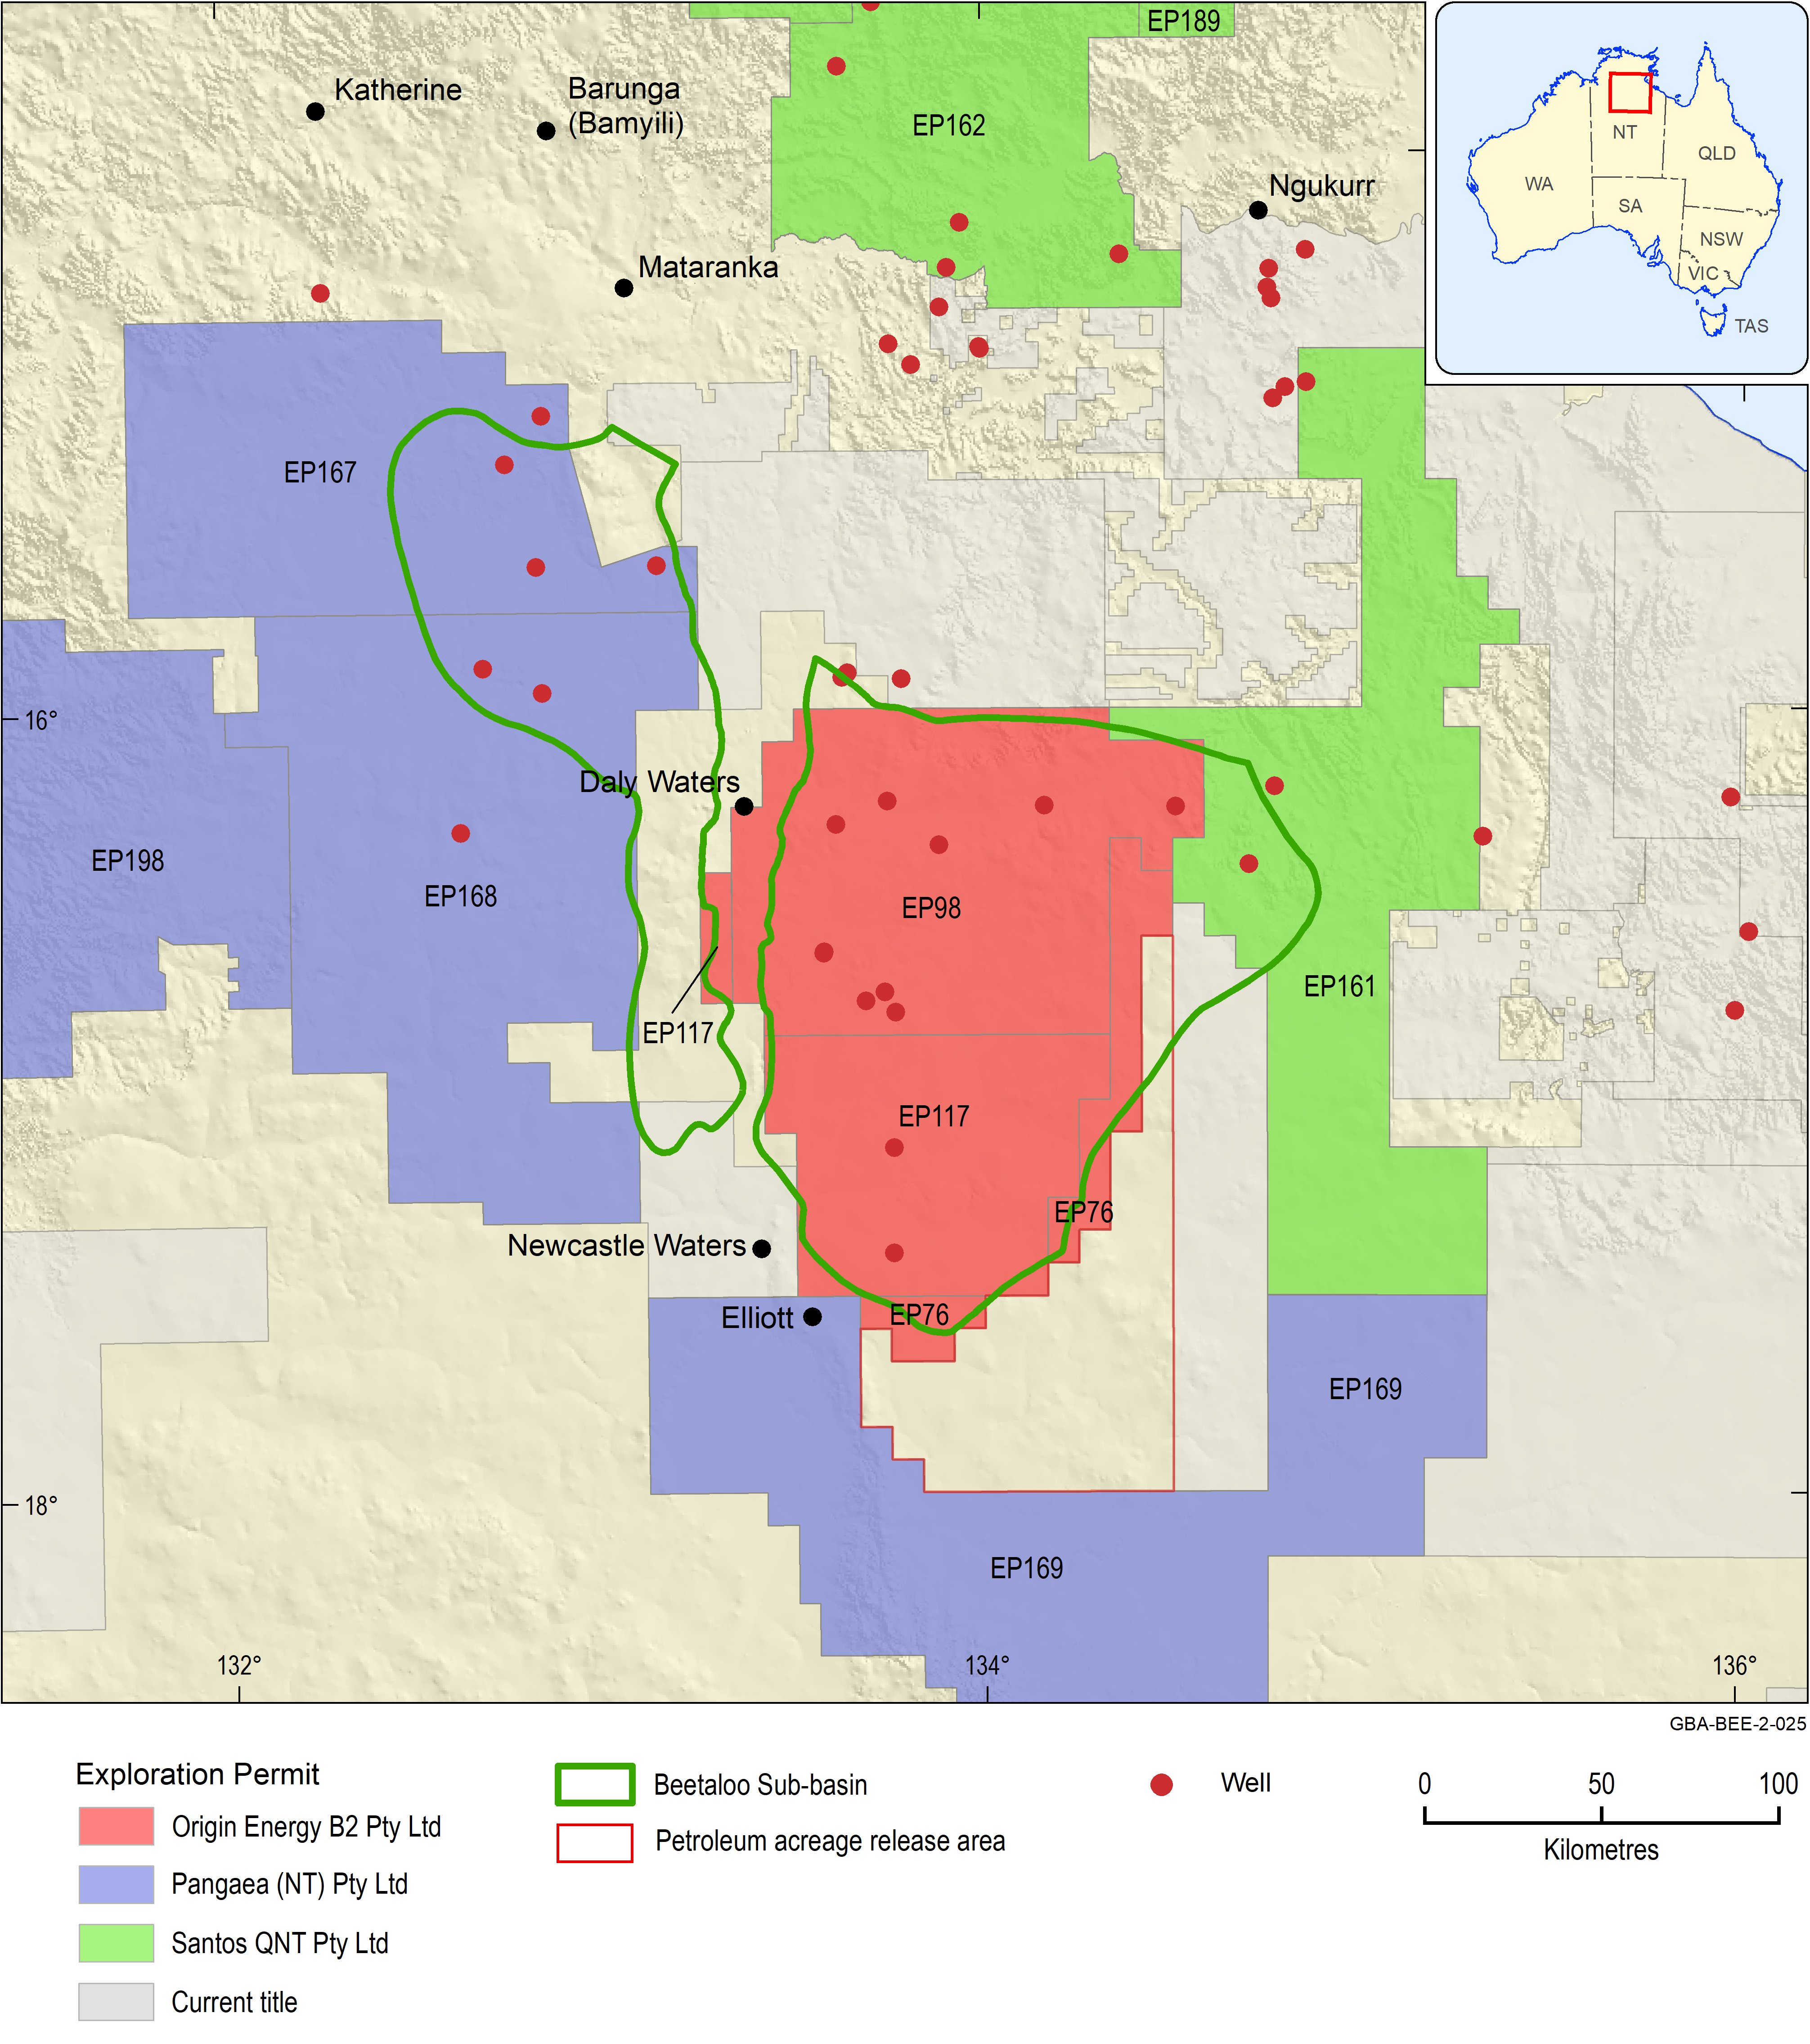 EP189
Katherine
Barunga
(Bamyili)
EP162
Ngukurr
Mataranka
NT
QLD
WA
SA
NSW
VIC
TAS
EP167
16°
Daly Waters
EP198
EP168
EP98
EP161
EP117
EP117
EP76
Newcastle Waters
Elliott
EP76
EP169
18°
EP169
132°
134°
136°
GBA-BEE-2-025
Exploration Permit
Origin Energy B2 Pty Ltd
Pangaea (NT) Pty Ltd
Santos QNT Pty Ltd
Current title
Beetaloo Sub-basin
Petroleum acreage release area
Well
0 50 100
Kilometres